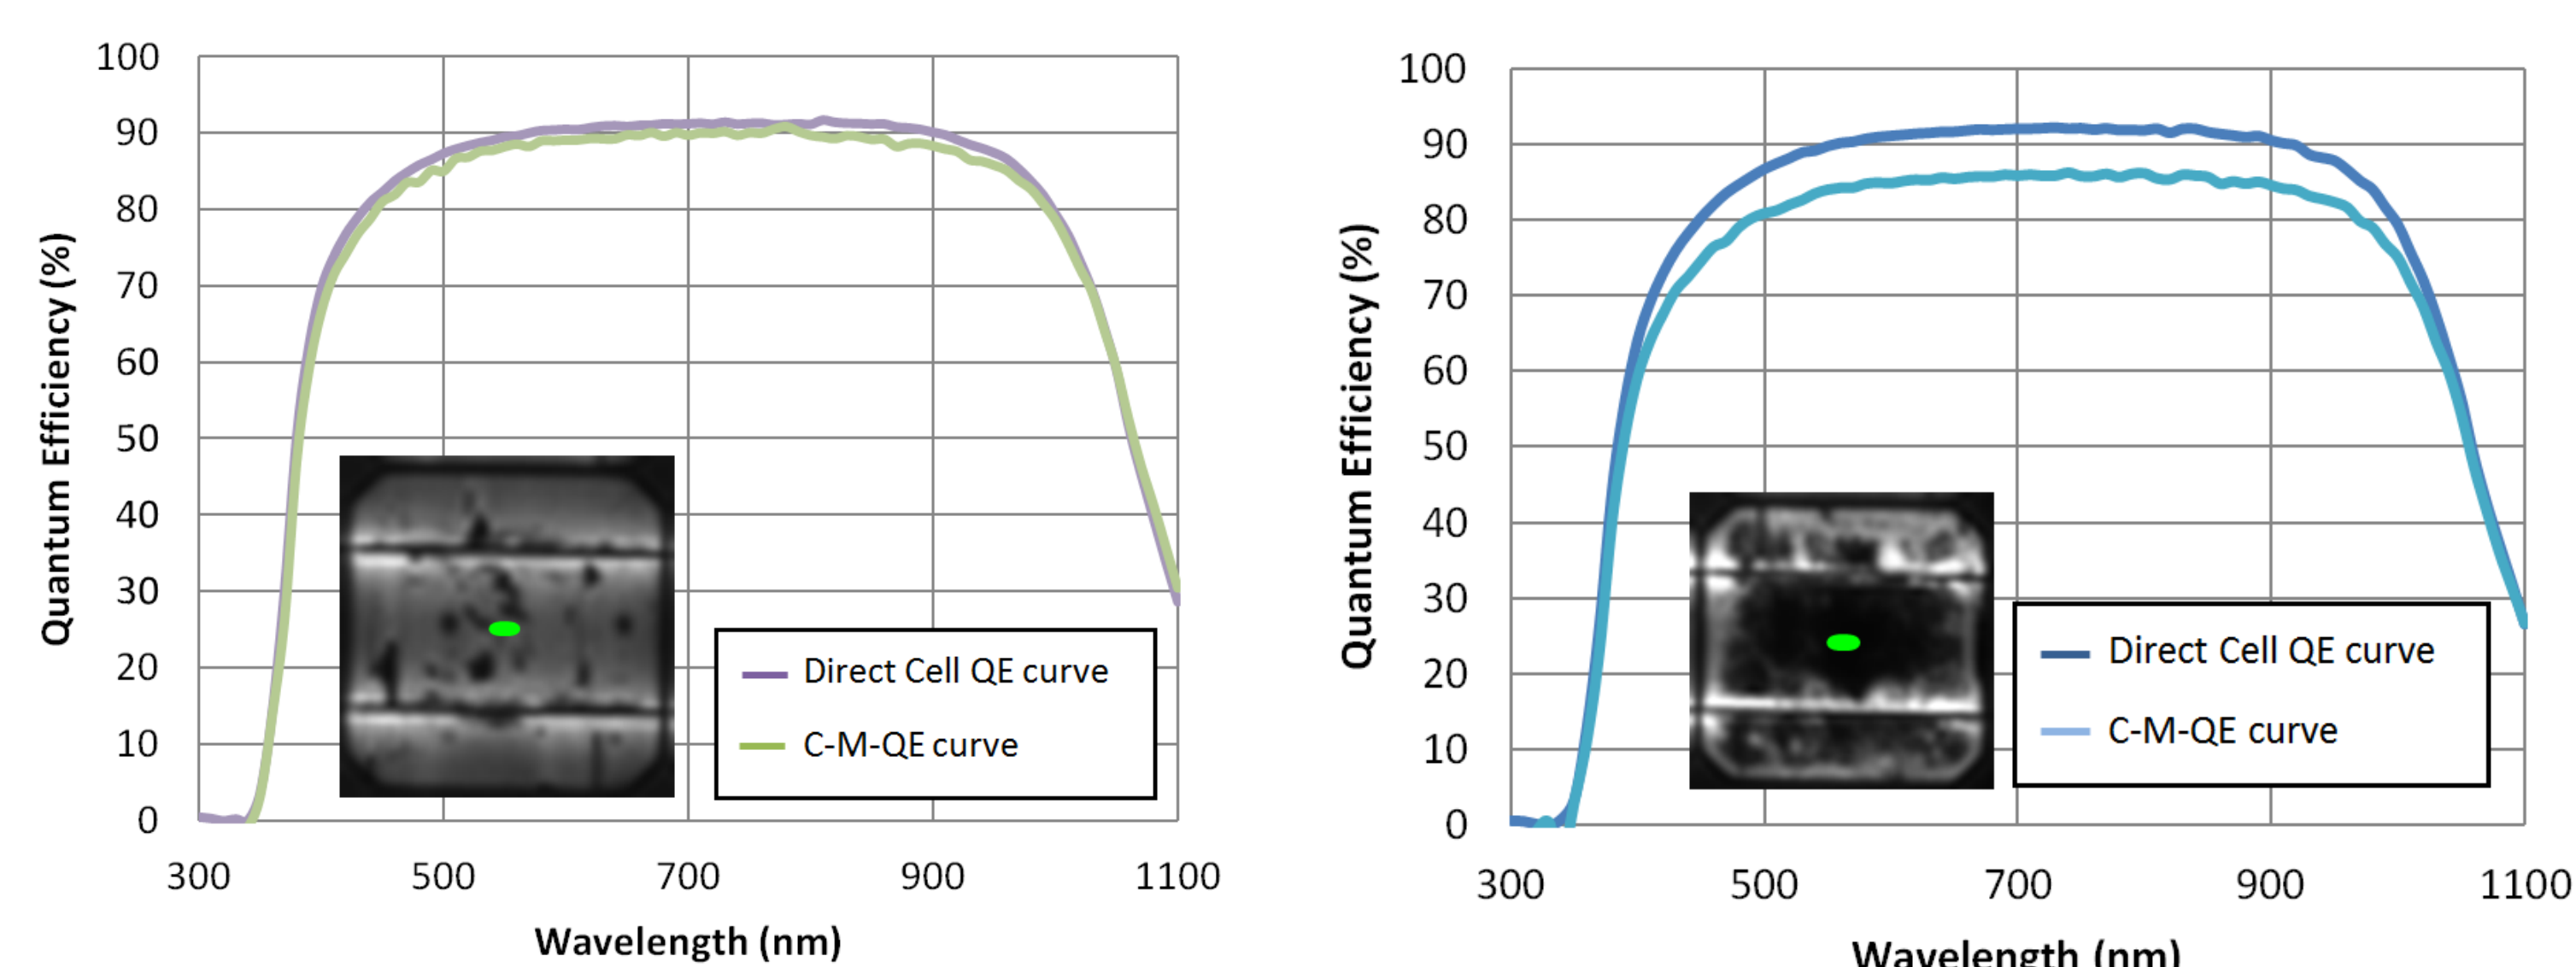 100
90
80
70
60
50
40
30
20
10
0
300 500 700 900 1100
Quantum Efficiency (%)
Wavelength (nm)
Direct Cell QE curve
C-M-QE curve
100
90
80
70
60
50
40
30
20
10
0
300 500 700 900 1100
Quantum Efficiency (%)
Wavelength (nm)
Direct Cell QE curve
C-M-QE curve